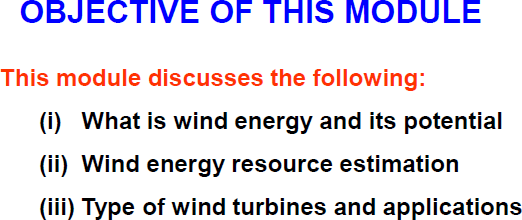 OBJECTIVE OF THIS MODULE
This module discusses the following:
(i) What is wind energy and its potential
(ii) Wind energy resource estimation
(iii) Type of wind turbines and applications